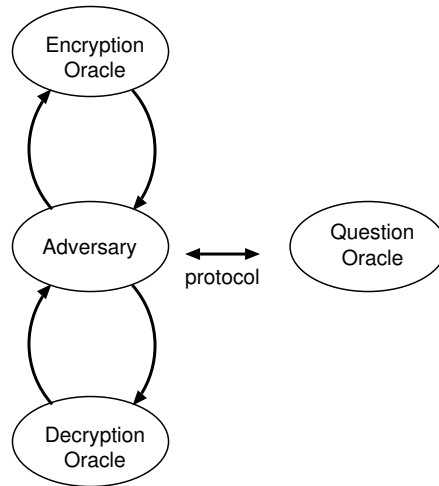 Encryption
Oracle
Adversary
protocol
Question
Oracle
Decryption
Oracle